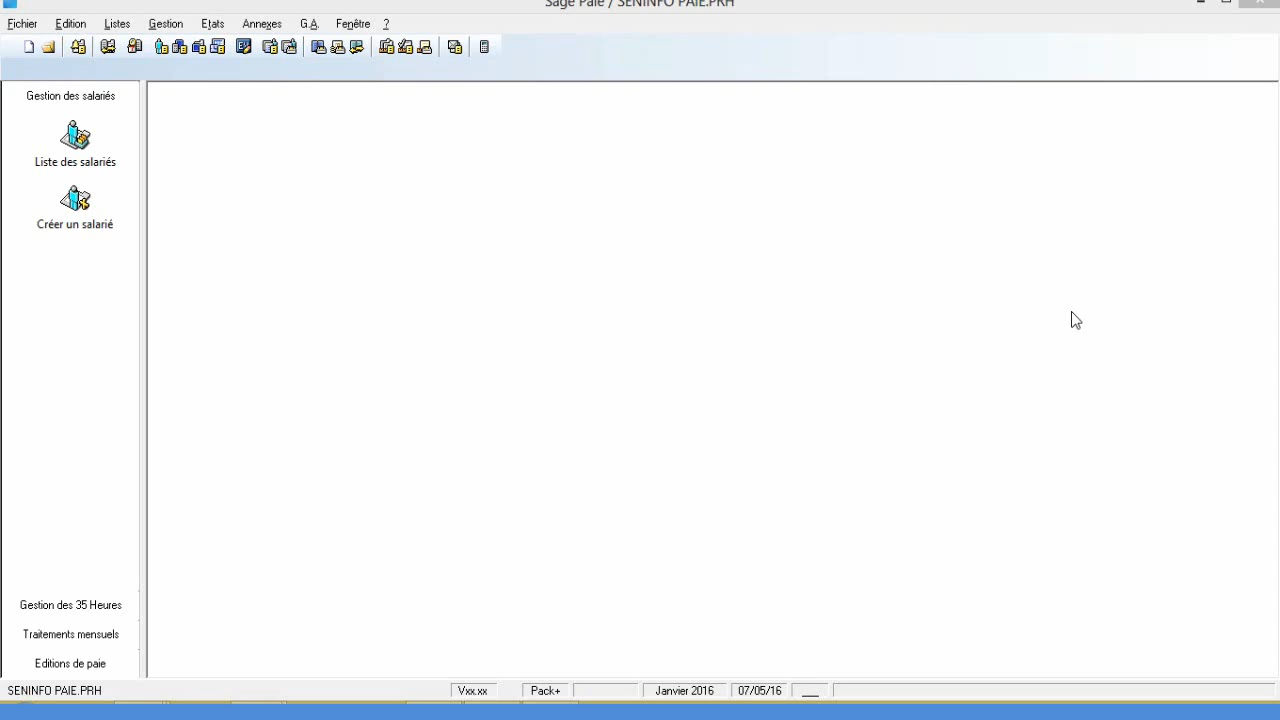 Sage Paie / SENINFO PAIE.PRH
Fichier Edition Listes Gestion Etats Annexes G.A. Fenêtre ?
Gestion des salariés
Liste des salariés
Créer un salarié
Gestion des 35 Heures
Traitements mensuels
Editions de paie
SENINFO PAIE.PRH Vxx.xx Pack+ Janvier 2016 07/05/16